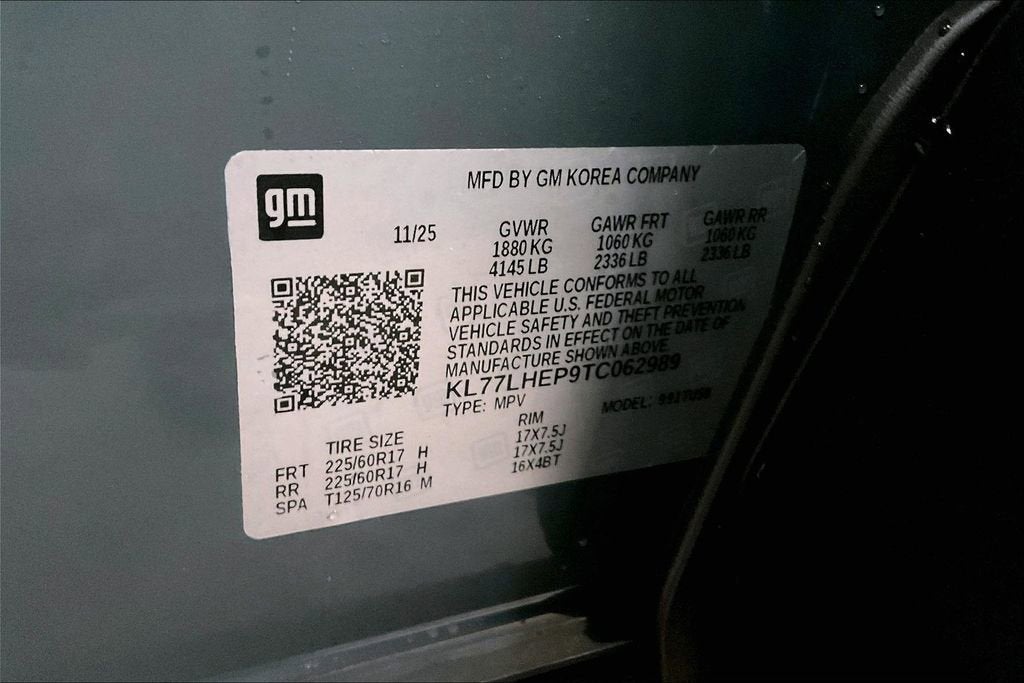 gm
MFD BY GM KOREA COMPANY
11/25
GVWR GAWR FRT GAWR RR
1880 KG 1060 KG 1060 KG
4145 LB 2336 LB 2336 LB
THIS VEHICLE CONFORMS TO ALL
APPLICABLE U.S. FEDERAL MOTOR
VEHICLE SAFETY AND THEFT PREVENTION
STANDARDS IN EFFECT ON THE DATE OF
MANUFACTURE SHOWN ABOVE.
KL77LHEP9TC062989
TYPE: MPV MODEL:
TIRE SIZE RIM
FRT 225/60R17 H 17X7.5J
RR 225/60R17 H 17X7.5J
SPA T125/70R16 M 16X4BT